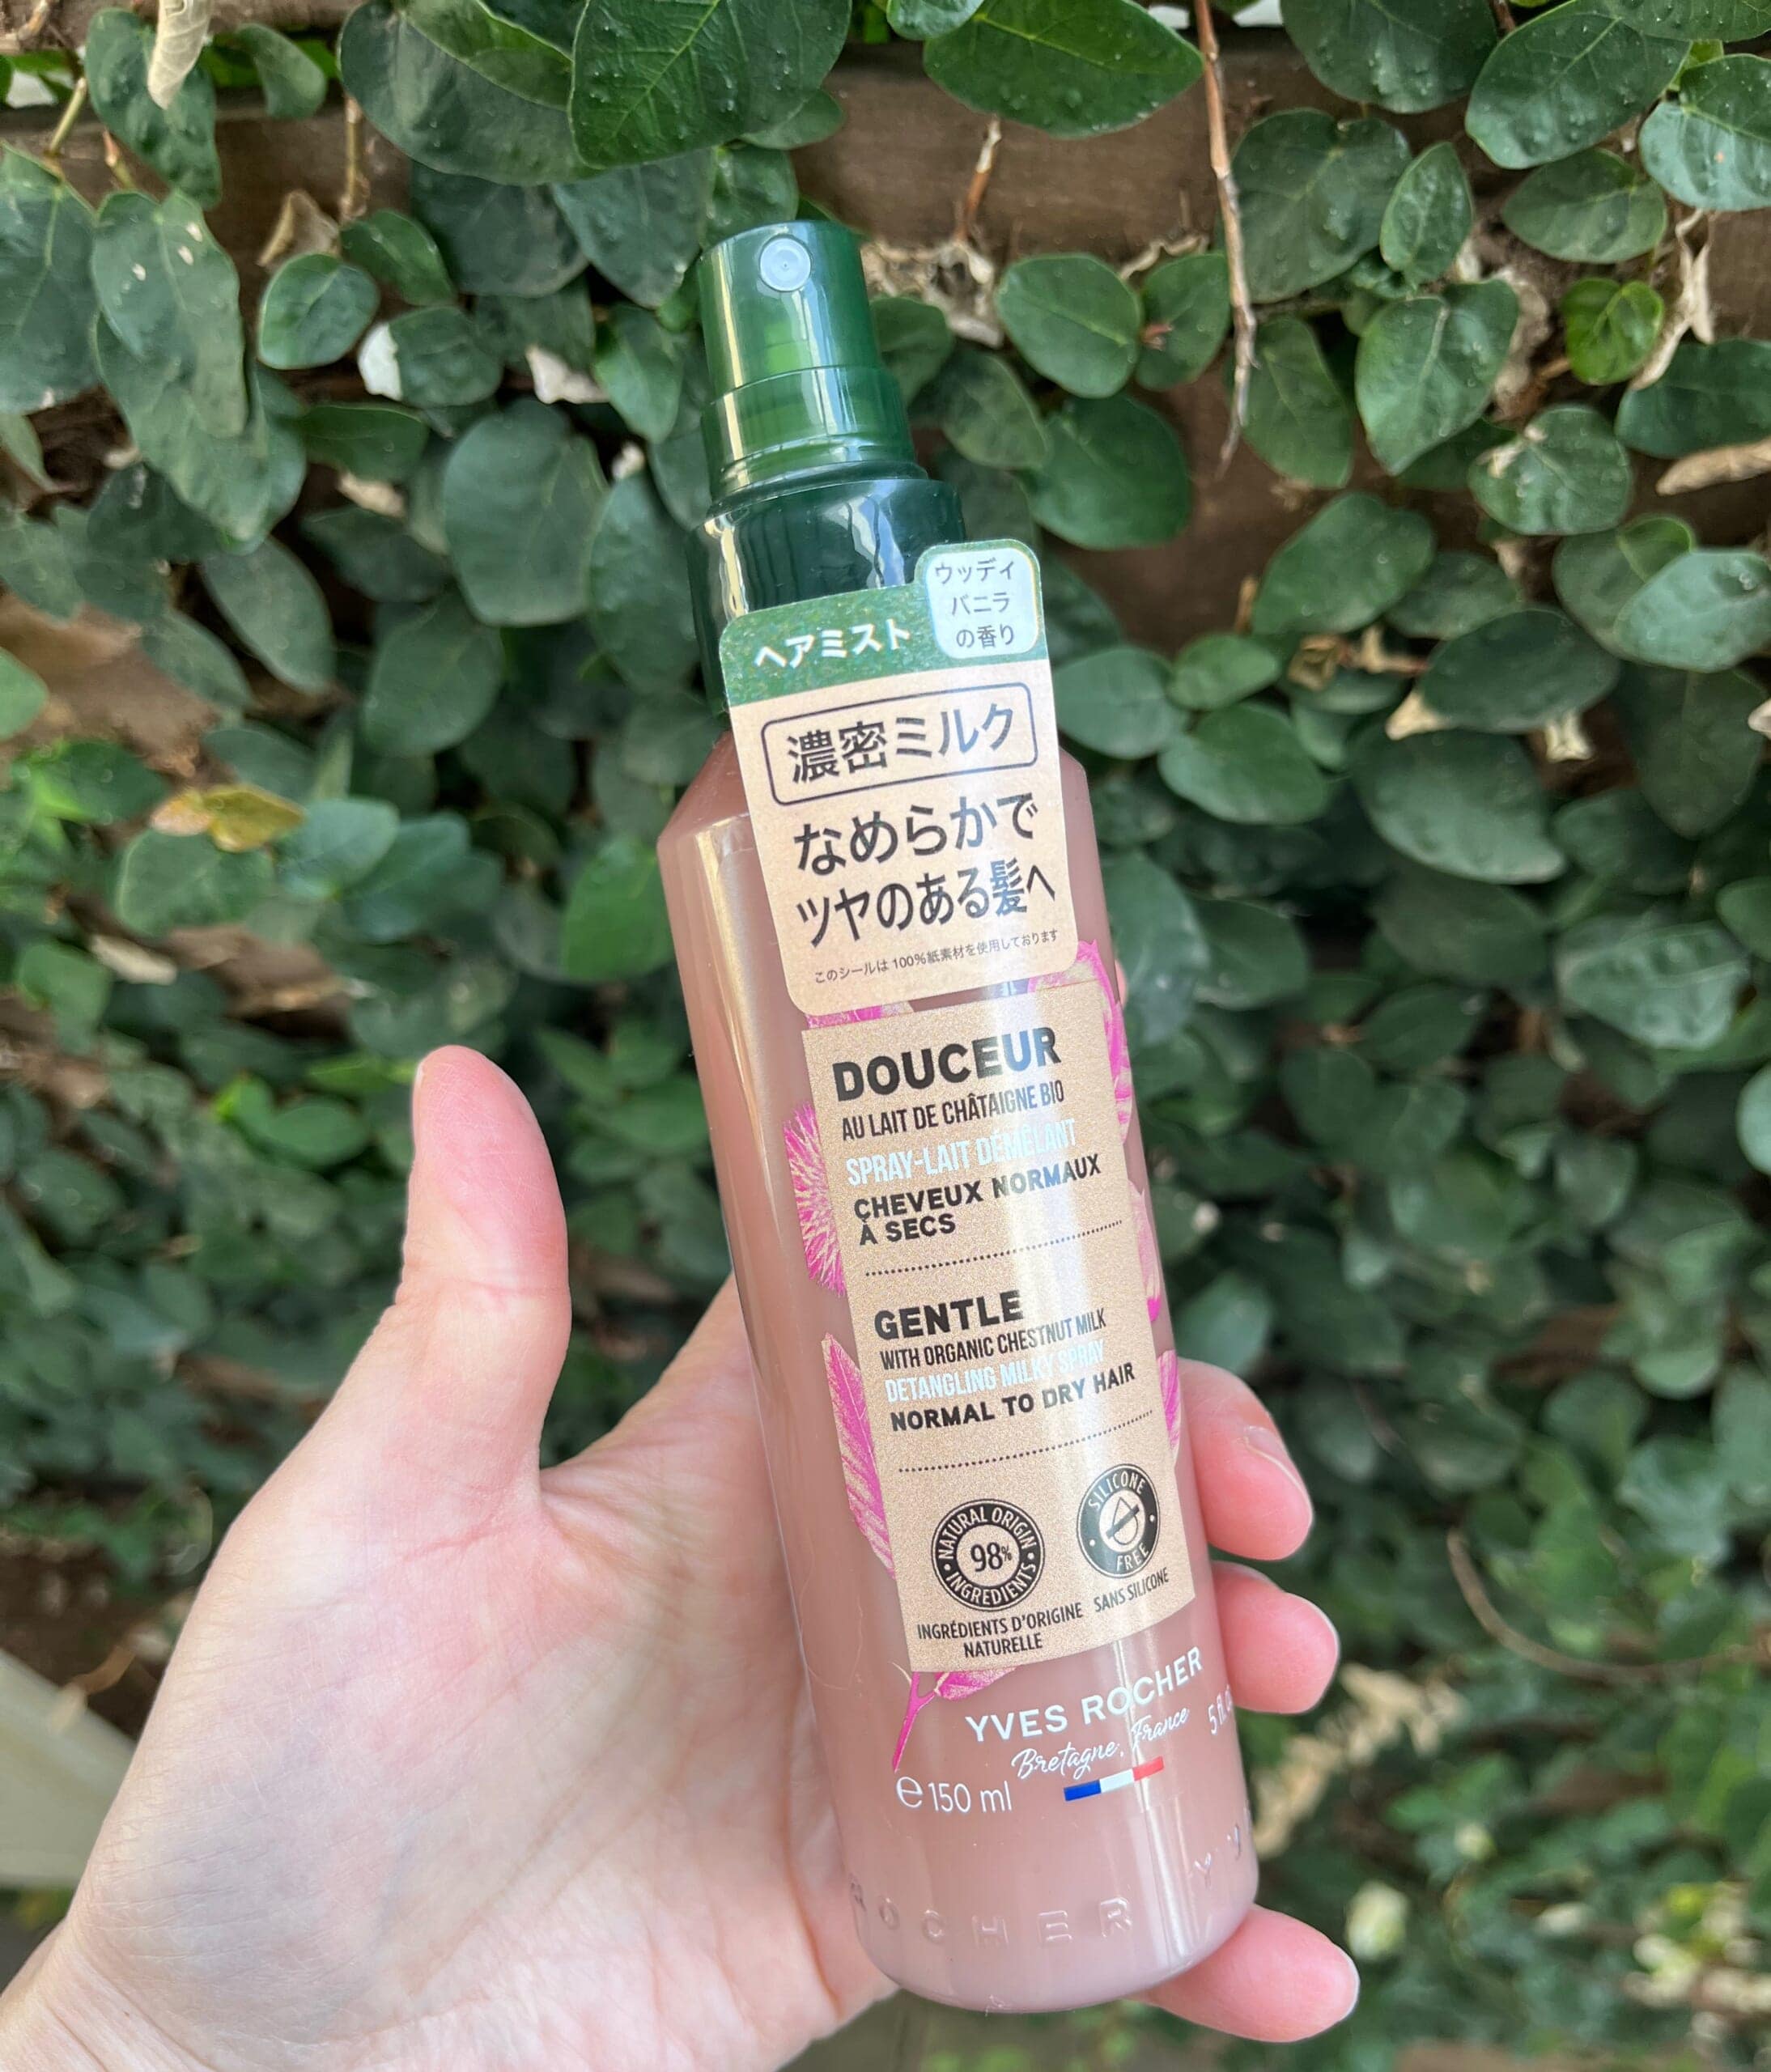 ウッディ
バニラ
の香り
ヘアミスト
濃密ミルク
なめらかで
ツヤのある髪へ
このシールは100%紙素材を使用しております
DOUCEUR
AU LAIT DE CHÂTAIGNE BIO
SPRAY-LAIT DÉMÊLANT
CHEVEUX NORMAUX
À SECS
GENTLE
WITH ORGANIC CHESTNUT MILK
DETANGLING MILKY SPRAY
NORMAL TO DRY HAIR
NATURAL ORIGIN
98%
INGREDIENTS
SILICONE
FREE
INGRÉDIENTS D'ORIGINE
NATURELLE
SANS SILICONE
YVES ROCHER
Bretagne, France
5 fl.
℮ 150 ml
ROCHER Y